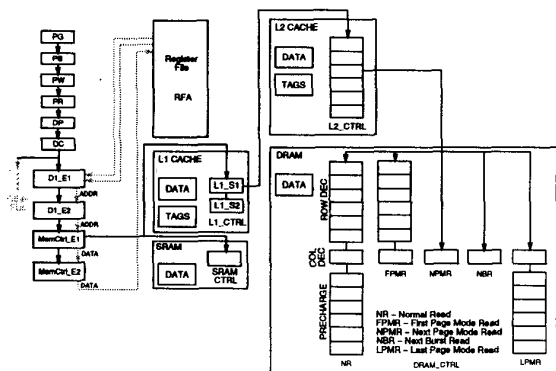 PG
PS
PW
PR
DP
DC
D1_E1
ADDR
D1_E2
ADDR
MemCtrl_E1
DATA
MemCtrl_E2
DATA
Register
File
RFA
L1 CACHE
DATA
TAGS
L1_S1
L1_S2
L1_CTRL
SRAM
DATA
SRAM
CTRL
L2 CACHE
DATA
TAGS
L2_CTRL
DRAM
DATA
ROW DEC
COL
DEC
PRECHARGE
FPMR
NPMR
NBR
NR – Normal Read
FPMR – First Page Mode Read
NPMR – Next Page Mode Read
NBR – Next Burst Read
LPMR – Last Page Mode Read
NR
DRAM_CTRL
LPMR